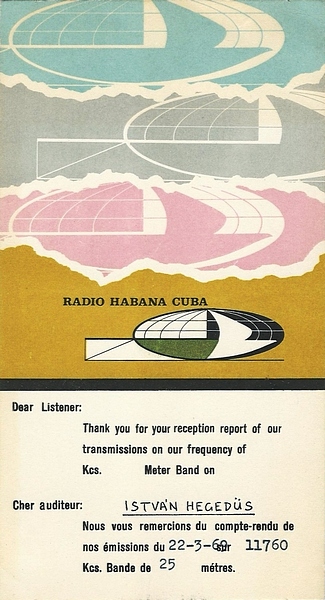 RADIO HABANA CUBA
Dear Listener:
Thank you for your reception report of our
transmissions on our frequency of
Kcs. Meter Band on
Cher auditeur: ISTVÁN HEGEDÜS
Nous vous remercions du compte-rendu de
nos émissions du 22-3-69 sur 11760
Kcs. Bande de 25 métres.